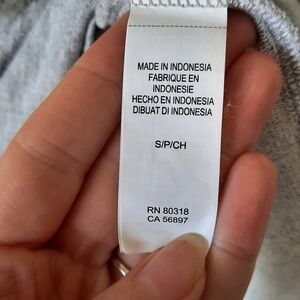 MADE IN INDONESIA
FABRIQUE EN
INDONESIE
HECHO EN INDONESIA
DIBUAT DI INDONESIA
S/P/CH
RN 80318
CA 56897